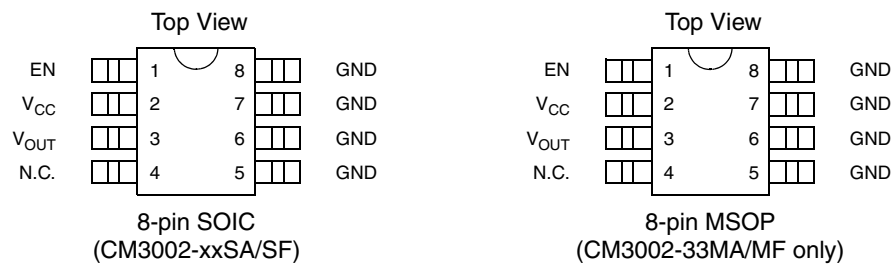 Top View
EN 1 8 GND
VCC 2 7 GND
VOUT 3 6 GND
N.C. 4 5 GND
8-pin SOIC
(CM3002-xxSA/SF)
Top View
EN 1 8 GND
VCC 2 7 GND
VOUT 3 6 GND
N.C. 4 5 GND
8-pin MSOP
(CM3002-33MA/MF only)